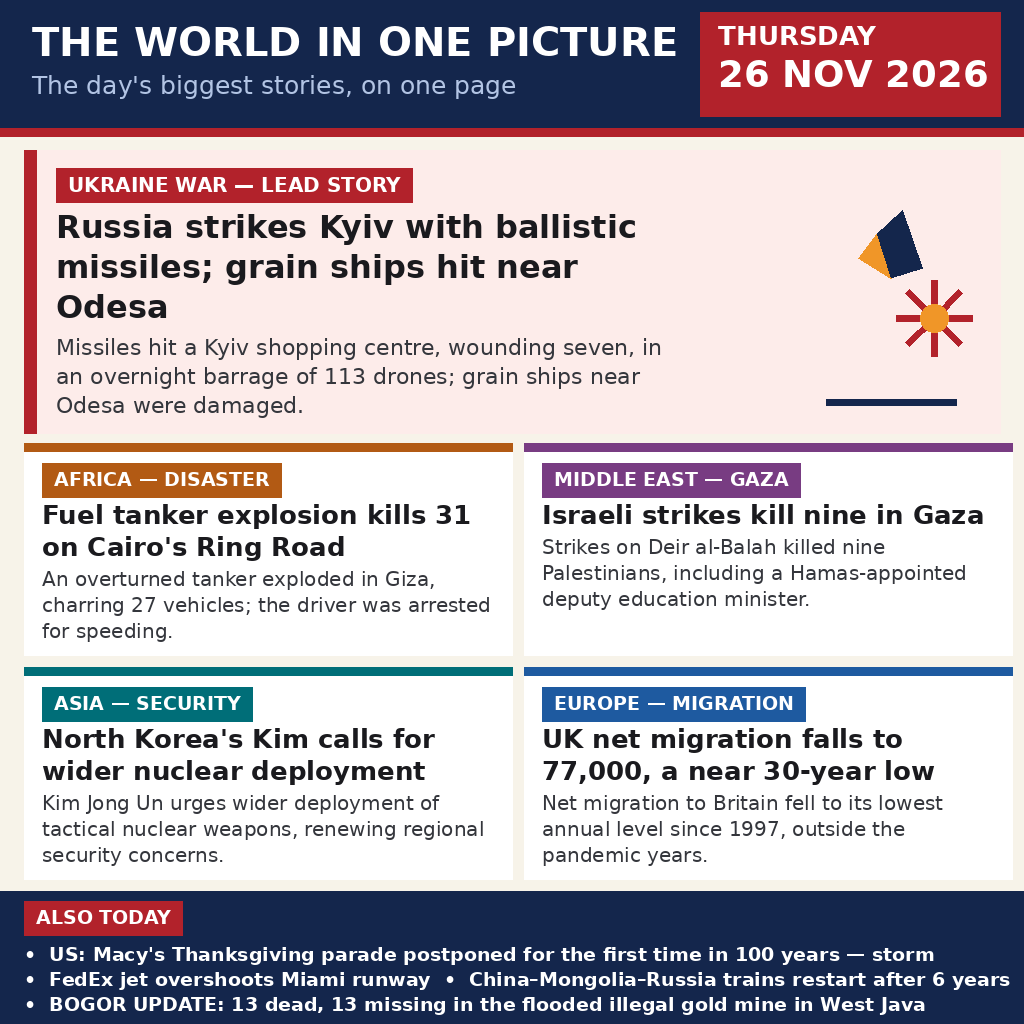 THE WORLD IN ONE PICTURE
The day's biggest stories, on one page
THURSDAY
26 NOV 2026
UKRAINE WAR — LEAD STORY
Russia strikes Kyiv with ballistic
missiles; grain ships hit near
Odesa
Missiles hit a Kyiv shopping centre, wounding seven, in
an overnight barrage of 113 drones; grain ships near
Odesa were damaged.
AFRICA — DISASTER
Fuel tanker explosion kills 31
on Cairo's Ring Road
An overturned tanker exploded in Giza,
charring 27 vehicles; the driver was arrested
for speeding.
MIDDLE EAST — GAZA
Israeli strikes kill nine in Gaza
Strikes on Deir al-Balah killed nine
Palestinians, including a Hamas-appointed
deputy education minister.
ASIA — SECURITY
North Korea's Kim calls for
wider nuclear deployment
Kim Jong Un urges wider deployment of
tactical nuclear weapons, renewing regional
security concerns.
EUROPE — MIGRATION
UK net migration falls to
77,000, a near 30-year low
Net migration to Britain fell to its lowest
annual level since 1997, outside the
pandemic years.
ALSO TODAY
• US: Macy's Thanksgiving parade postponed for the first time in 100 years — storm
• FedEx jet overshoots Miami runway • China–Mongolia–Russia trains restart after 6 years
• BOGOR UPDATE: 13 dead, 13 missing in the flooded illegal gold mine in West Java